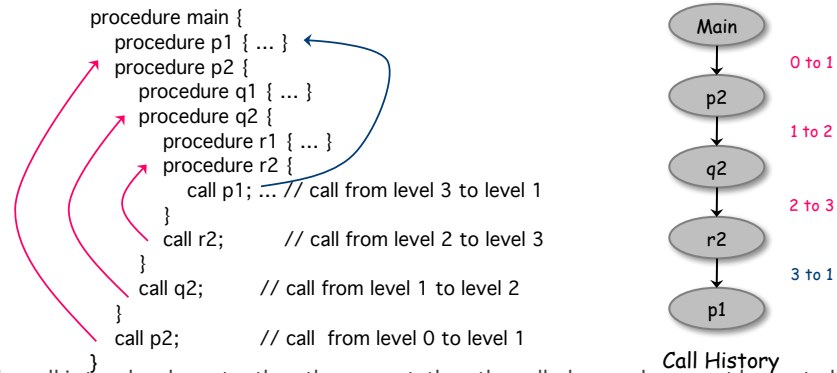 procedure main {
procedure p1 { ... }
procedure p2 {
procedure q1 { ... }
procedure q2 {
procedure r1 { ... }
procedure r2 {
call p1; ... // call from level 3 to level 1
}
call r2; // call from level 2 to level 3
}
call q2; // call from level 1 to level 2
}
call p2; // call from level 0 to level 1
}
Main
0 to 1
p2
1 to 2
q2
2 to 3
r2
3 to 1
p1
Call History